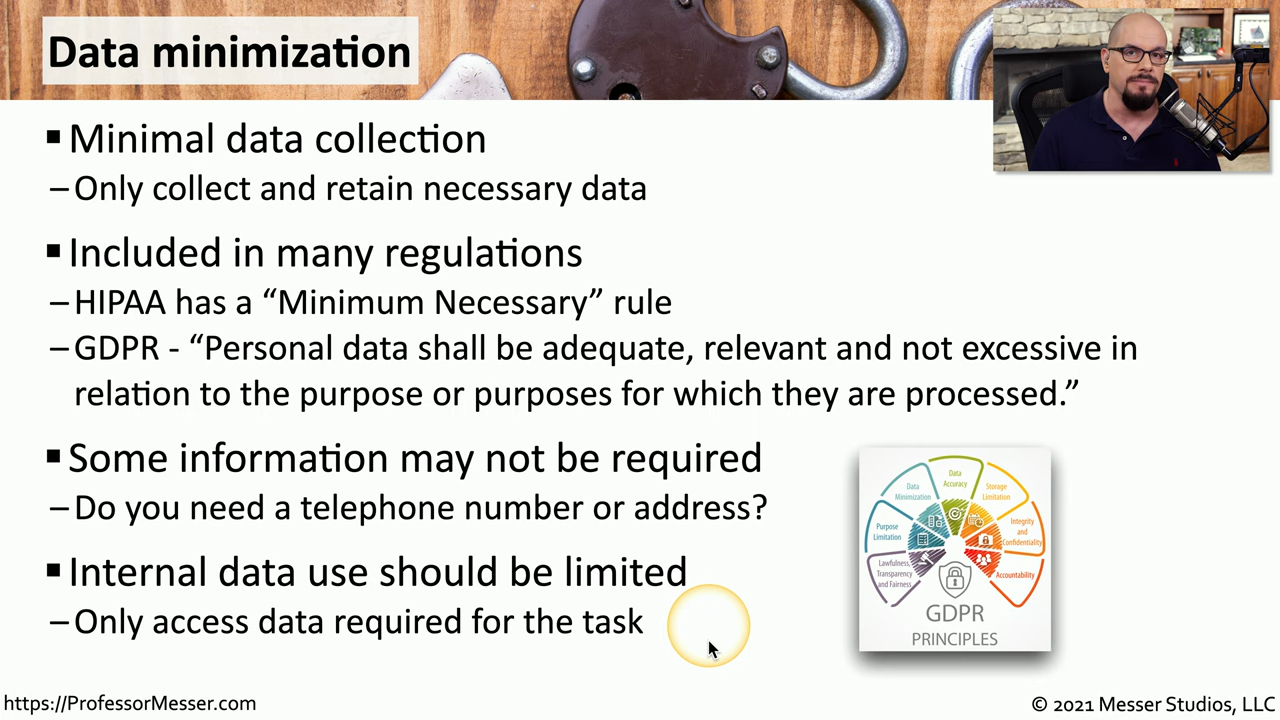 Data minimization
▪ Minimal data collection
– Only collect and retain necessary data
▪ Included in many regulations
– HIPAA has a “Minimum Necessary” rule
– GDPR - “Personal data shall be adequate, relevant and not excessive in
relation to the purpose or purposes for which they are processed.”
▪ Some information may not be required
– Do you need a telephone number or address?
▪ Internal data use should be limited
– Only access data required for the task
Lawfulness,
Transparency
and Fairness
Purpose
Limitation
Data
Minimization
Data
Accuracy
Storage
Limitation
Integrity
and
Confidentiality
Accountability
GDPR
PRINCIPLES
https://ProfessorMesser.com
© 2021 Messer Studios, LLC